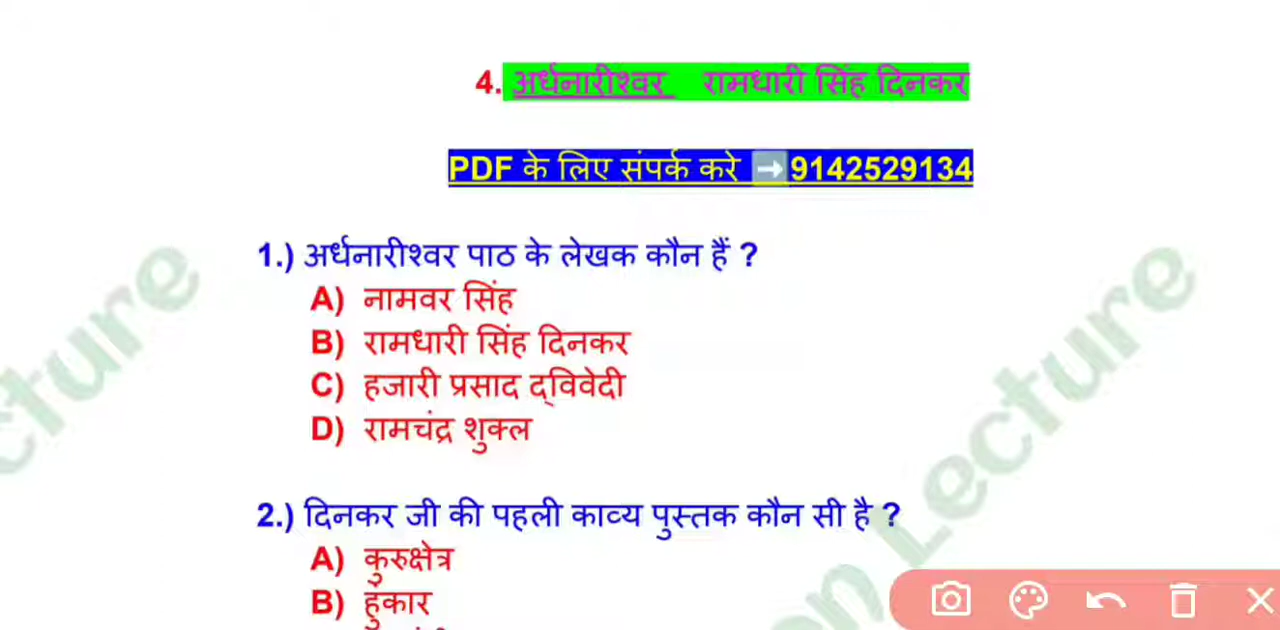 4. अर्धनारीश्वर रामधारी सिंह दिनकर
PDF के लिए संपर्क करे ➡ 9142529134
1.) अर्धनारीश्वर पाठ के लेखक कौन हैं ?
A) नामवर सिंह
B) रामधारी सिंह दिनकर
C) हजारी प्रसाद द्विवेदी
D) रामचंद्र शुक्ल
2.) दिनकर जी की पहली काव्य पुस्तक कौन सी है ?
A) कुरुक्षेत्र
B) हुंकार
Lecture